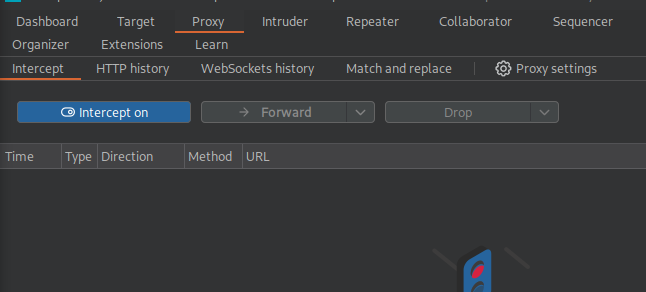 Dashboard Target Proxy Intruder Repeater Collaborator Sequencer
Organizer Extensions Learn
Intercept HTTP history WebSockets history Match and replace Proxy settings
Intercept on Forward Drop
Time Type Direction Method URL